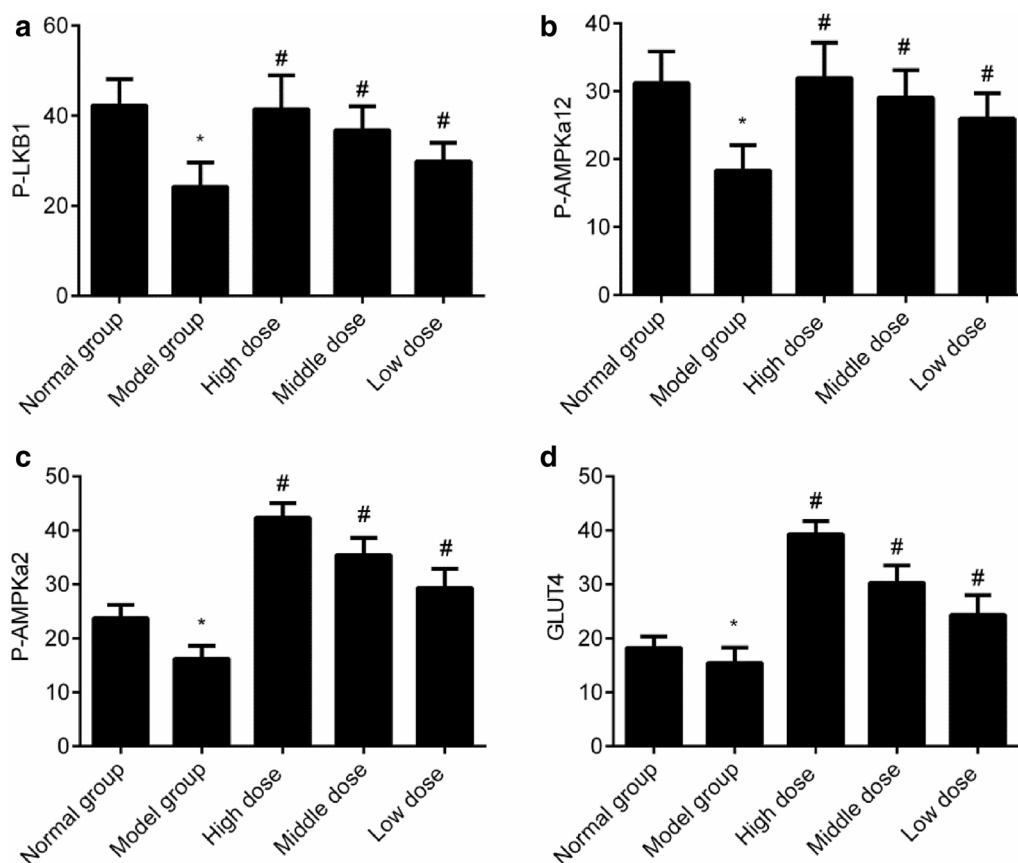 a
60
40
20
0
P-LKB1
*
#
#
#
Normal group
Model group
High dose
Middle dose
Low dose
b
40
30
20
10
0
P-AMPKa12
*
#
#
#
Normal group
Model group
High dose
Middle dose
Low dose
c
50
40
30
20
10
0
P-AMPKa2
*
#
#
#
Normal group
Model group
High dose
Middle dose
Low dose
d
50
40
30
20
10
0
GLUT4
*
#
#
#
Normal group
Model group
High dose
Middle dose
Low dose